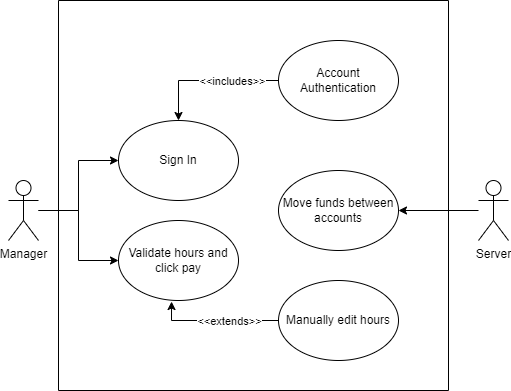 Account
Authentication
<<includes>>
Sign In
Move funds between
accounts
Manager
Server
Validate hours and
click pay
<<extends>>
Manually edit hours